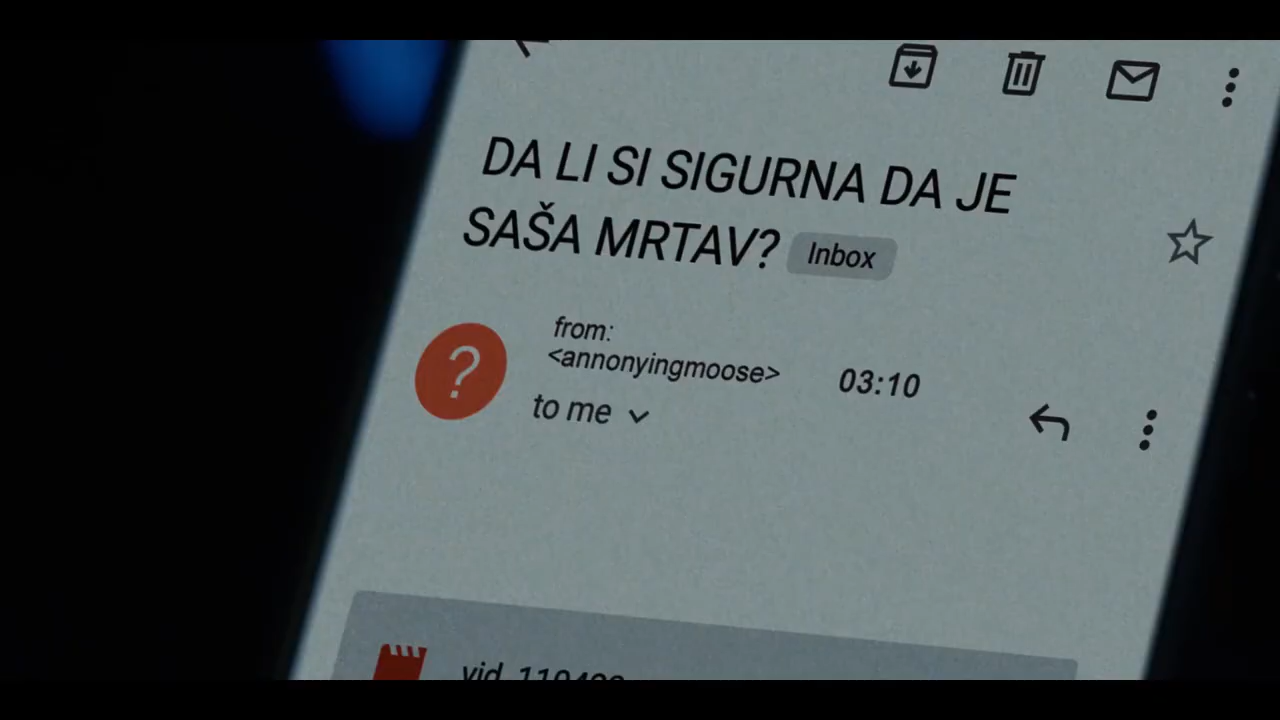 DA LI SI SIGURNA DA JE
SAŠA MRTAV? Inbox
from:
<annonyingmoose>
03:10
to me